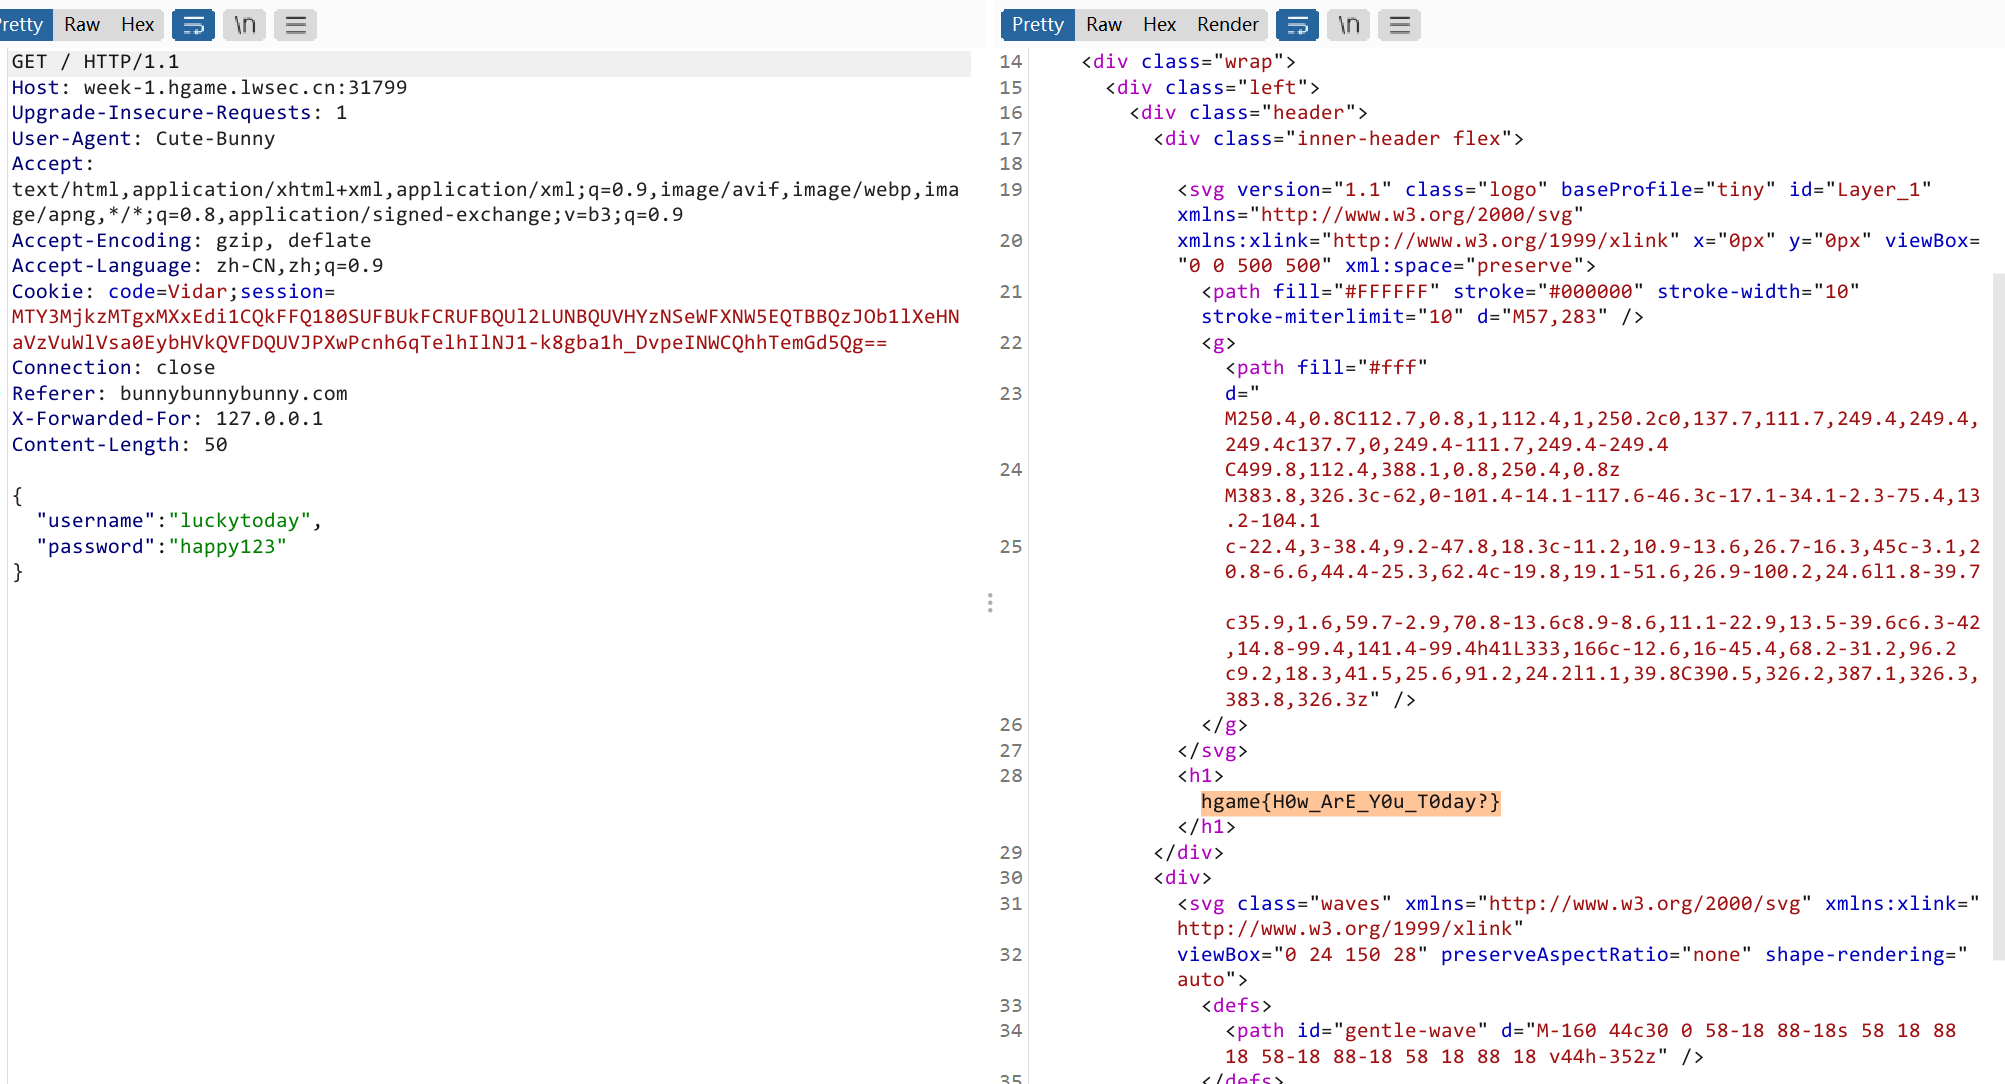 Pretty Raw Hex \n
GET / HTTP/1.1
Host: week-1.hgame.lwsec.cn:31799
Upgrade-Insecure-Requests: 1
User-Agent: Cute-Bunny
Accept:
text/html,application/xhtml+xml,application/xml;q=0.9,image/avif,image/webp,ima
ge/apng,*/*;q=0.8,application/signed-exchange;v=b3;q=0.9
Accept-Encoding: gzip, deflate
Accept-Language: zh-CN,zh;q=0.9
Cookie: code=Vidar;session=
MTY3MjkzMTgxMXxEdi1CQkFFQ180SUFBUkFCRUFBQUl2LUNBQUVHYzNSeWFXNW5EQTBBQzJOb1lXeHN
aVzVuWlVsa0EybHVkQVFDQUVJPXwPcnh6qTelhIlNJ1-k8gba1h_DvpeINWCQhhTemGd5Qg==
Connection: close
Referer: bunnybunnybunny.com
X-Forwarded-For: 127.0.0.1
Content-Length: 50
{
"username":"luckytoday",
"password":"happy123"
}
Pretty Raw Hex Render \n
14 <div class="wrap">
15 <div class="left">
16 <div class="header">
17 <div class="inner-header flex">
18
19 <svg version="1.1" class="logo" baseProfile="tiny" id="Layer_1"
xmlns="http://www.w3.org/2000/svg"
20 xmlns:xlink="http://www.w3.org/1999/xlink" x="0px" y="0px" viewBox=
"0 0 500 500" xml:space="preserve">
21 <path fill="#FFFFFF" stroke="#000000" stroke-width="10"
stroke-miterlimit="10" d="M57,283" />
22 <g>
<path fill="#fff"
23 d="
M250.4,0.8C112.7,0.8,1,112.4,1,250.2c0,137.7,111.7,249.4,249.4,
249.4c137.7,0,249.4-111.7,249.4-249.4
24 C499.8,112.4,388.1,0.8,250.4,0.8z
M383.8,326.3c-62,0-101.4-14.1-117.6-46.3c-17.1-34.1-2.3-75.4,13
.2-104.1
25 c-22.4,3-38.4,9.2-47.8,18.3c-11.2,10.9-13.6,26.7-16.3,45c-3.1,2
0.8-6.6,44.4-25.3,62.4c-19.8,19.1-51.6,26.9-100.2,24.6l1.8-39.7
c35.9,1.6,59.7-2.9,70.8-13.6c8.9-8.6,11.1-22.9,13.5-39.6c6.3-42
,14.8-99.4,141.4-99.4h41L333,166c-12.6,16-45.4,68.2-31.2,96.2
c9.2,18.3,41.5,25.6,91.2,24.2l1.1,39.8C390.5,326.2,387.1,326.3,
383.8,326.3z" />
26 </g>
27 </svg>
28 <h1>
hgame{H0w_ArE_Y0u_T0day?}
</h1>
29 </div>
30 <div>
31 <svg class="waves" xmlns="http://www.w3.org/2000/svg" xmlns:xlink="
http://www.w3.org/1999/xlink"
32 viewBox="0 24 150 28" preserveAspectRatio="none" shape-rendering="
auto">
33 <defs>
34 <path id="gentle-wave" d="M-160 44c30 0 58-18 88-18s 58 18 88
18 58-18 88-18 58 18 88 18 v44h-352z" />
35 </defs>